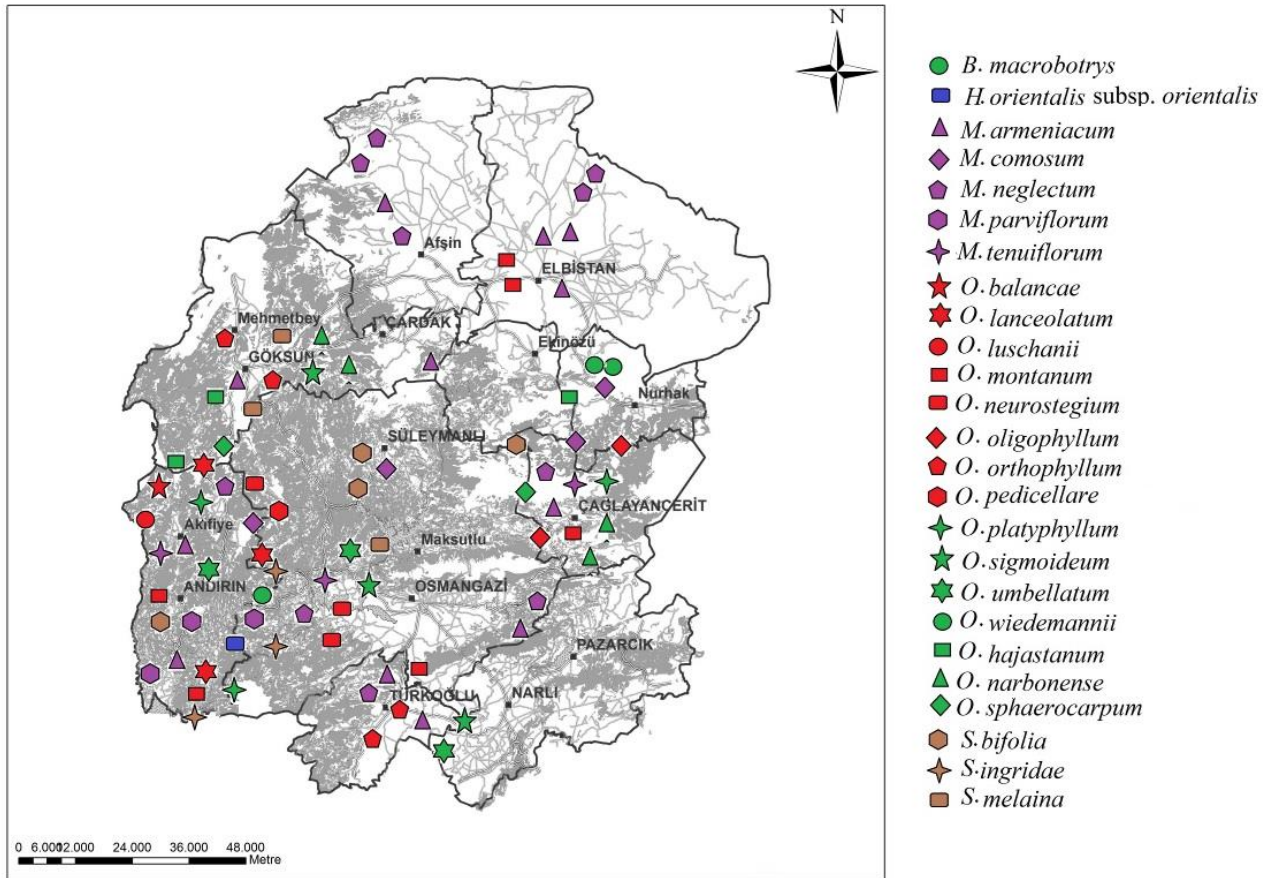 N
Afşin
ELBİSTAN
Mehmetbey
ÇARDAK
GÖKSUN
Ekinözü
Nurhak
SÜLEYMANLI
ÇAĞLAYANCERİT
Akifiye
Maksutlu
ANDIRIN
OSMANGAZİ
PAZARCIK
TÜRKOĞLU
NARLI
0 6.000 12.000 24.000 36.000 48.000
Metre
B. macrobotrys
H. orientalis subsp. orientalis
M. armeniacum
M. comosum
M. neglectum
M. parviflorum
M. tenuiflorum
O. balancae
O. lanceolatum
O. luschanii
O. montanum
O. neurostegium
O. oligophyllum
O. orthophyllum
O. pedicellare
O. platyphyllum
O. sigmoideum
O. umbellatum
O. wiedemannii
O. hajastanum
O. narbonense
O. sphaerocarpum
S. bifolia
S. ingridae
S. melaina